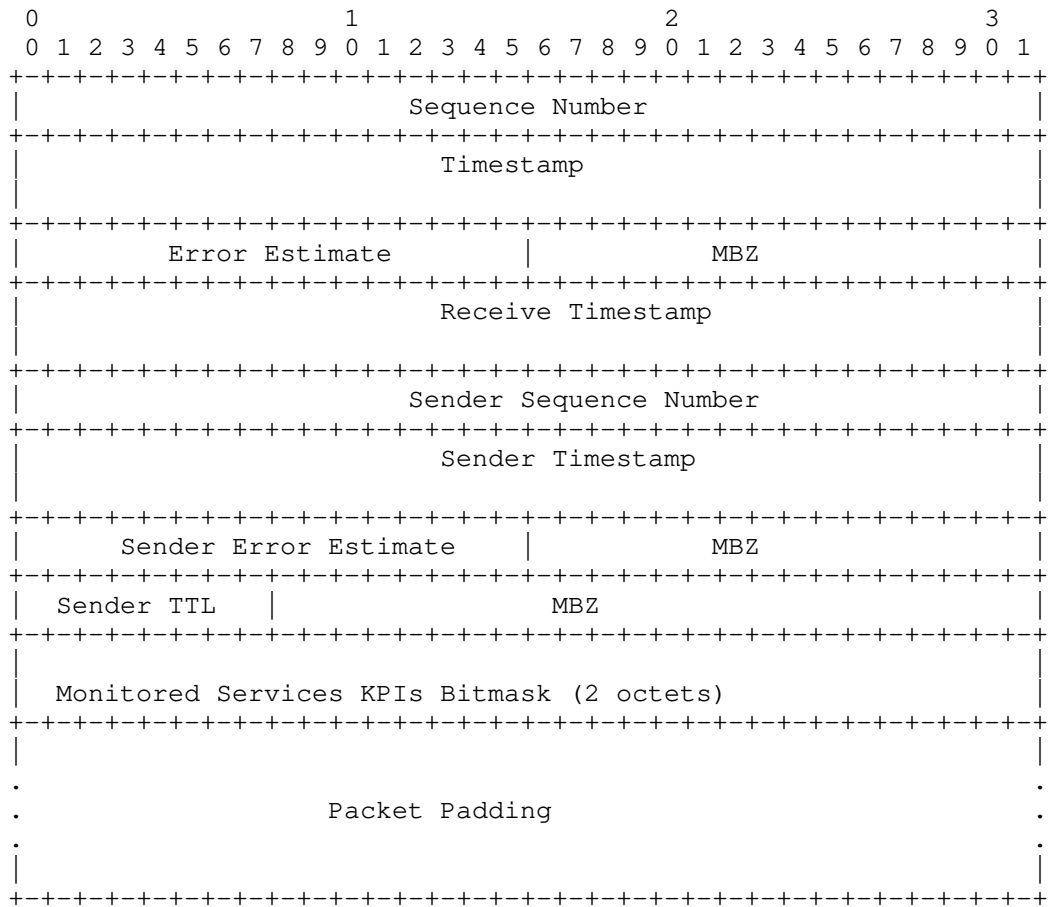 0                   1                   2                   3
0 1 2 3 4 5 6 7 8 9 0 1 2 3 4 5 6 7 8 9 0 1 2 3 4 5 6 7 8 9 0 1
+-+-+-+-+-+-+-+-+-+-+-+-+-+-+-+-+-+-+-+-+-+-+-+-+-+-+-+-+-+-+-+-+
|                        Sequence Number                        |
+-+-+-+-+-+-+-+-+-+-+-+-+-+-+-+-+-+-+-+-+-+-+-+-+-+-+-+-+-+-+-+-+
|                          Timestamp                            |
|                                                               |
+-+-+-+-+-+-+-+-+-+-+-+-+-+-+-+-+-+-+-+-+-+-+-+-+-+-+-+-+-+-+-+-+
|         Error Estimate        |           MBZ                 |
+-+-+-+-+-+-+-+-+-+-+-+-+-+-+-+-+-+-+-+-+-+-+-+-+-+-+-+-+-+-+-+-+
|                          Receive Timestamp                    |
|                                                               |
+-+-+-+-+-+-+-+-+-+-+-+-+-+-+-+-+-+-+-+-+-+-+-+-+-+-+-+-+-+-+-+-+
|                        Sender Sequence Number                 |
+-+-+-+-+-+-+-+-+-+-+-+-+-+-+-+-+-+-+-+-+-+-+-+-+-+-+-+-+-+-+-+-+
|                          Sender Timestamp                     |
|                                                               |
+-+-+-+-+-+-+-+-+-+-+-+-+-+-+-+-+-+-+-+-+-+-+-+-+-+-+-+-+-+-+-+-+
|      Sender Error Estimate    |           MBZ                 |
+-+-+-+-+-+-+-+-+-+-+-+-+-+-+-+-+-+-+-+-+-+-+-+-+-+-+-+-+-+-+-+-+
|  Sender TTL   |                 MBZ                           |
+-+-+-+-+-+-+-+-+-+-+-+-+-+-+-+-+-+-+-+-+-+-+-+-+-+-+-+-+-+-+-+-+
|                                                               |
|  Monitored Services KPIs Bitmask (2 octets)                   |
+-+-+-+-+-+-+-+-+-+-+-+-+-+-+-+-+-+-+-+-+-+-+-+-+-+-+-+-+-+-+-+-+
|                                                               |
.                                                               .
.                   Packet Padding                              .
.                                                               .
|                                                               |
+-+-+-+-+-+-+-+-+-+-+-+-+-+-+-+-+-+-+-+-+-+-+-+-+-+-+-+-+-+-+-+-+